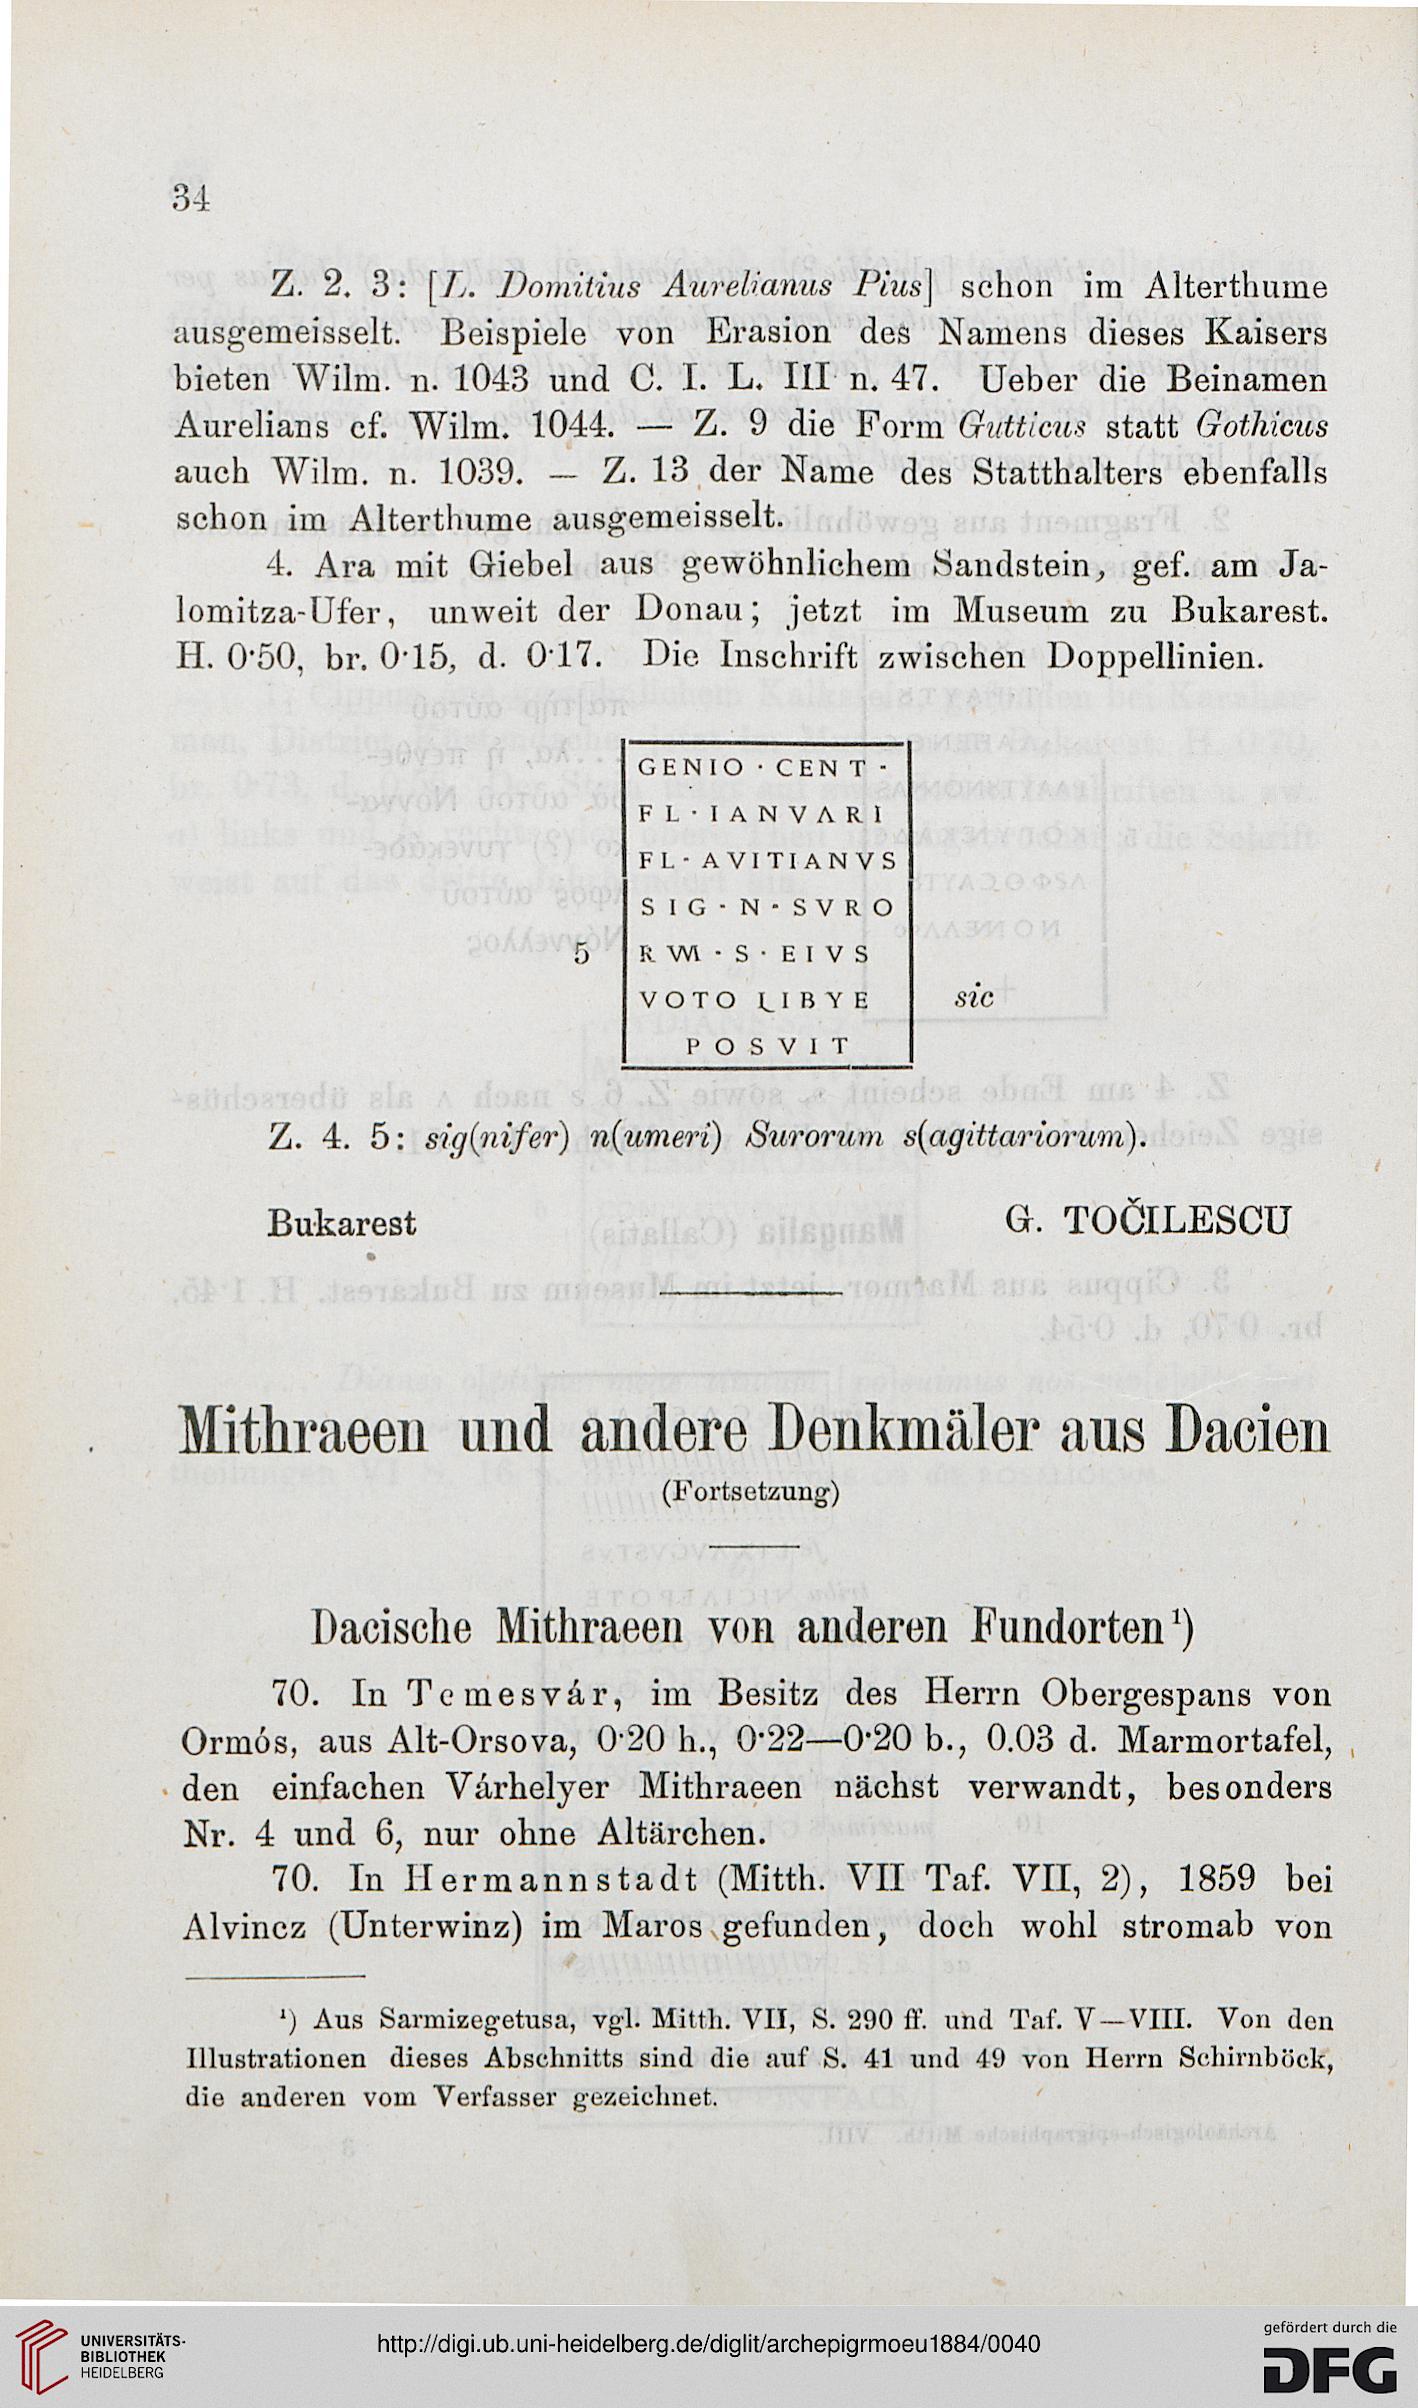 34
Z. 2. 3: [L. Domitius Aurelianus Pius] schon im Alterthume
ausgemeisselt. Beispiele von Erasion des Namens dieses Kaisers
bieten Wilm. n. 1043 und C. I. L. III n. 47. Ueber die Beinamen
Aurelians cf. Wilm. 1044. — Z. 9 die Form Gutticus statt Gothicus
auch Wilm. n. 1039. — Z. 13 der Name des Statthalters ebenfalls
schon im Alterthume ausgemeisselt.
4. Ara mit Giebel aus gewöhnlichem Sandstein, gef. am Ja-
lomitza-Ufer, unweit der Donau; jetzt im Museum zu Bukarest.
H. 0·50, br. 0·15, d. 0·17. Die Inschrift zwischen Doppellinien.
GENIO · CENT ·
FL · IANVARI
FL · AVITIANVS
SIG · N · SVRO
5 R · S · EIVS
VOTO LIBYE sic
POSVIT
Z. 4. 5: sig(nifer) n(umeri) Surorum s(agittariorum).
Bukarest G. TOČILESCU
Mithraeen und andere Denkmäler aus Dacien
(Fortsetzung)
Dacische Mithraeen von anderen Fundorten¹)
70. In Temesvár, im Besitz des Herrn Obergespans von
Ormós, aus Alt-Orsova, 0·20 h., 0·22—0·20 b., 0.03 d. Marmortafel,
den einfachen Várhelyer Mithraeen nächst verwandt, besonders
Nr. 4 und 6, nur ohne Altärchen.
70. In Hermannstadt (Mitth. VII Taf. VII, 2), 1859 bei
Alvincz (Unterwinz) im Maros gefunden, doch wohl stromab von
¹) Aus Sarmizegetusa, vgl. Mitth. VII, S. 290 ff. und Taf. V—VIII. Von den
Illustrationen dieses Abschnitts sind die auf S. 41 und 49 von Herrn Schirnböck,
die anderen vom Verfasser gezeichnet.
UNIVERSITÄTS-
BIBLIOTHEK
HEIDELBERG
http://digi.ub.uni-heidelberg.de/diglit/archepigrmoeu1884/0040
gefördert durch die
DFG